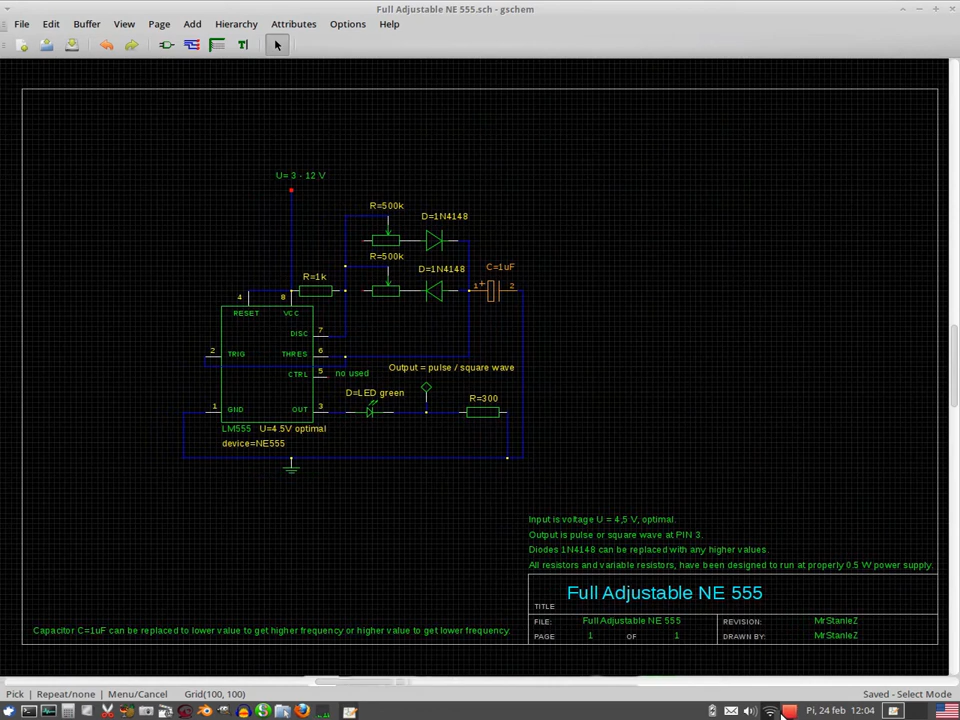 Full Adjustable NE 555.sch - gschem
File Edit Buffer View Page Add Hierarchy Attributes Options Help
U= 3 - 12 V
R=500k
D=1N4148
R=500k
D=1N4148
C=1uF
R=1k
1 + 2
4 8
RESET VCC
DISC 7
2 TRIG THRES 6
CTRL 5 no used
Output = pulse / square wave
D=LED green
R=300
1 GND OUT 3
LM555 U=4.5V optimal
device=NE555
Input is voltage U = 4,5 V, optimal.
Output is pulse or square wave at PIN 3.
Diodes 1N4148 can be replaced with any higher values.
All resistors and variable resistors, have been designed to run at properly 0.5 W power supply.
Full Adjustable NE 555
TITLE
FILE: Full Adjustable NE 555 REVISION: MrStanleZ
PAGE 1 OF 1 DRAWN BY: MrStanleZ
Capacitor C=1uF can be replaced to lower value to get higher frequency or higher value to get lower frequency.
Pick | Repeat/none | Menu/Cancel Grid(100, 100) Saved - Select Mode
Pi, 24 feb 12:04